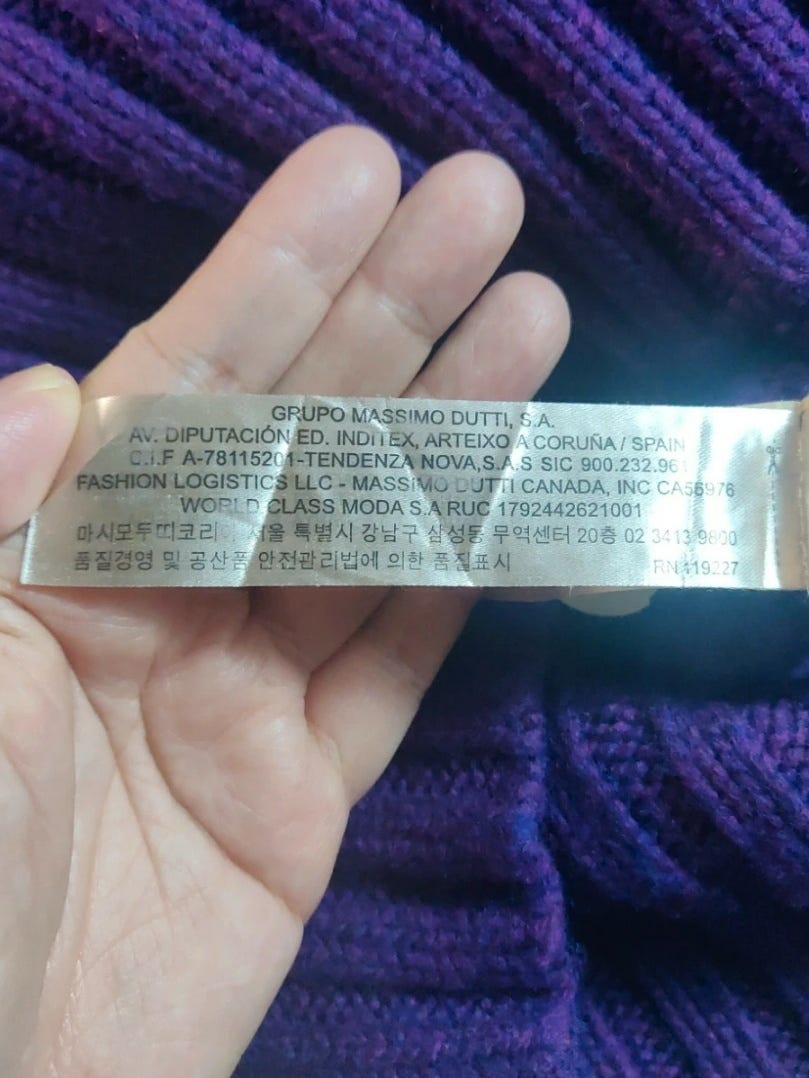 GRUPO MASSIMO DUTTI, S.A.
AV. DIPUTACIÓN ED. INDITEX, ARTEIXO A CORUÑA / SPAIN
C.I.F A-78115201-TENDENZA NOVA,S.A.S SIC 900.232.961
FASHION LOGISTICS LLC - MASSIMO DUTTI CANADA, INC CA55976
WORLD CLASS MODA S.A RUC 1792442621001
마시모두띠코리 서울 특별시 강남구 삼성동 무역센터 20층 02 3413 9800
품질경영 및 공산품 안전관리법에 의한 품질표시 RN 119227